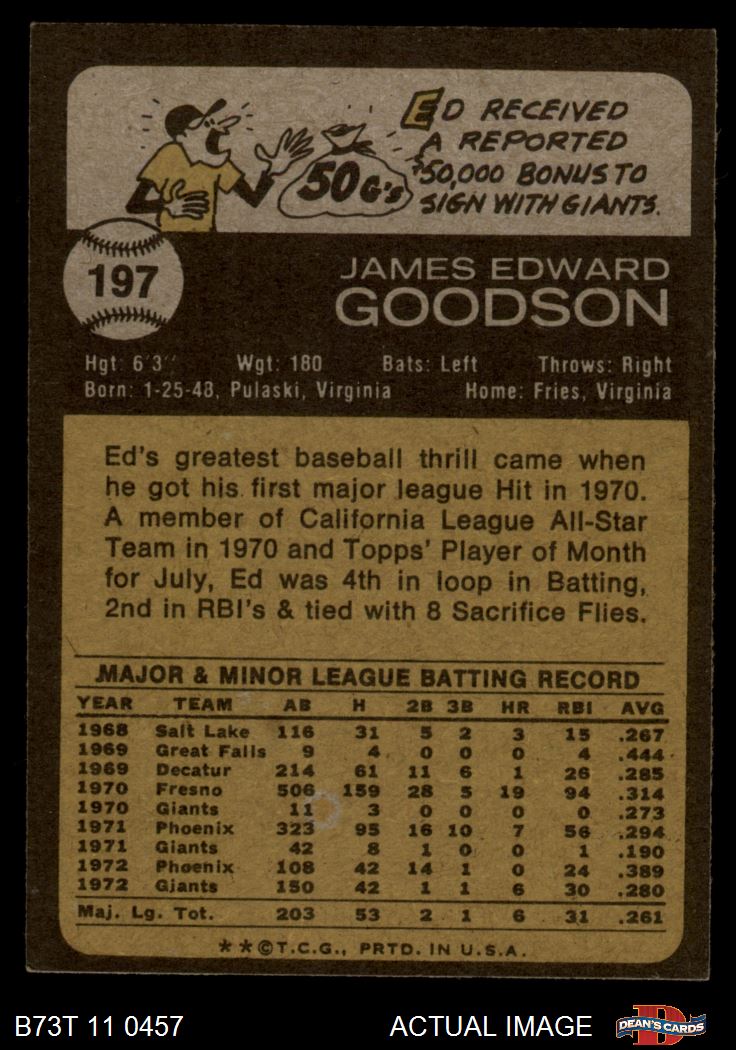 ED RECEIVED
A REPORTED
$50,000 BONUS TO
SIGN WITH GIANTS.
50 G's
197
JAMES EDWARD
GOODSON
Hgt: 6'3" Wgt: 180 Bats: Left Throws: Right
Born: 1-25-48, Pulaski, Virginia Home: Fries, Virginia
Ed's greatest baseball thrill came when
he got his first major league Hit in 1970.
A member of California League All-Star
Team in 1970 and Topps' Player of Month
for July, Ed was 4th in loop in Batting,
2nd in RBI's & tied with 8 Sacrifice Flies.
MAJOR & MINOR LEAGUE BATTING RECORD
YEAR TEAM AB H 2B 3B HR RBI AVG
1968 Salt Lake 116 31 5 2 3 15 .267
1969 Great Falls 9 4 0 0 0 4 .444
1969 Decatur 214 61 11 6 1 26 .285
1970 Fresno 506 159 28 5 19 94 .314
1970 Giants 11 3 0 0 0 0 .273
1971 Phoenix 323 95 16 10 7 56 .294
1971 Giants 42 8 1 0 0 1 .190
1972 Phoenix 108 42 14 1 0 24 .389
1972 Giants 150 42 1 1 6 30 .280
Maj. Lg. Tot. 203 53 2 1 6 31 .261
**©T.C.G., PRTD. IN U.S.A.
B73T 11 0457 ACTUAL IMAGE D DEAN'S CARDS